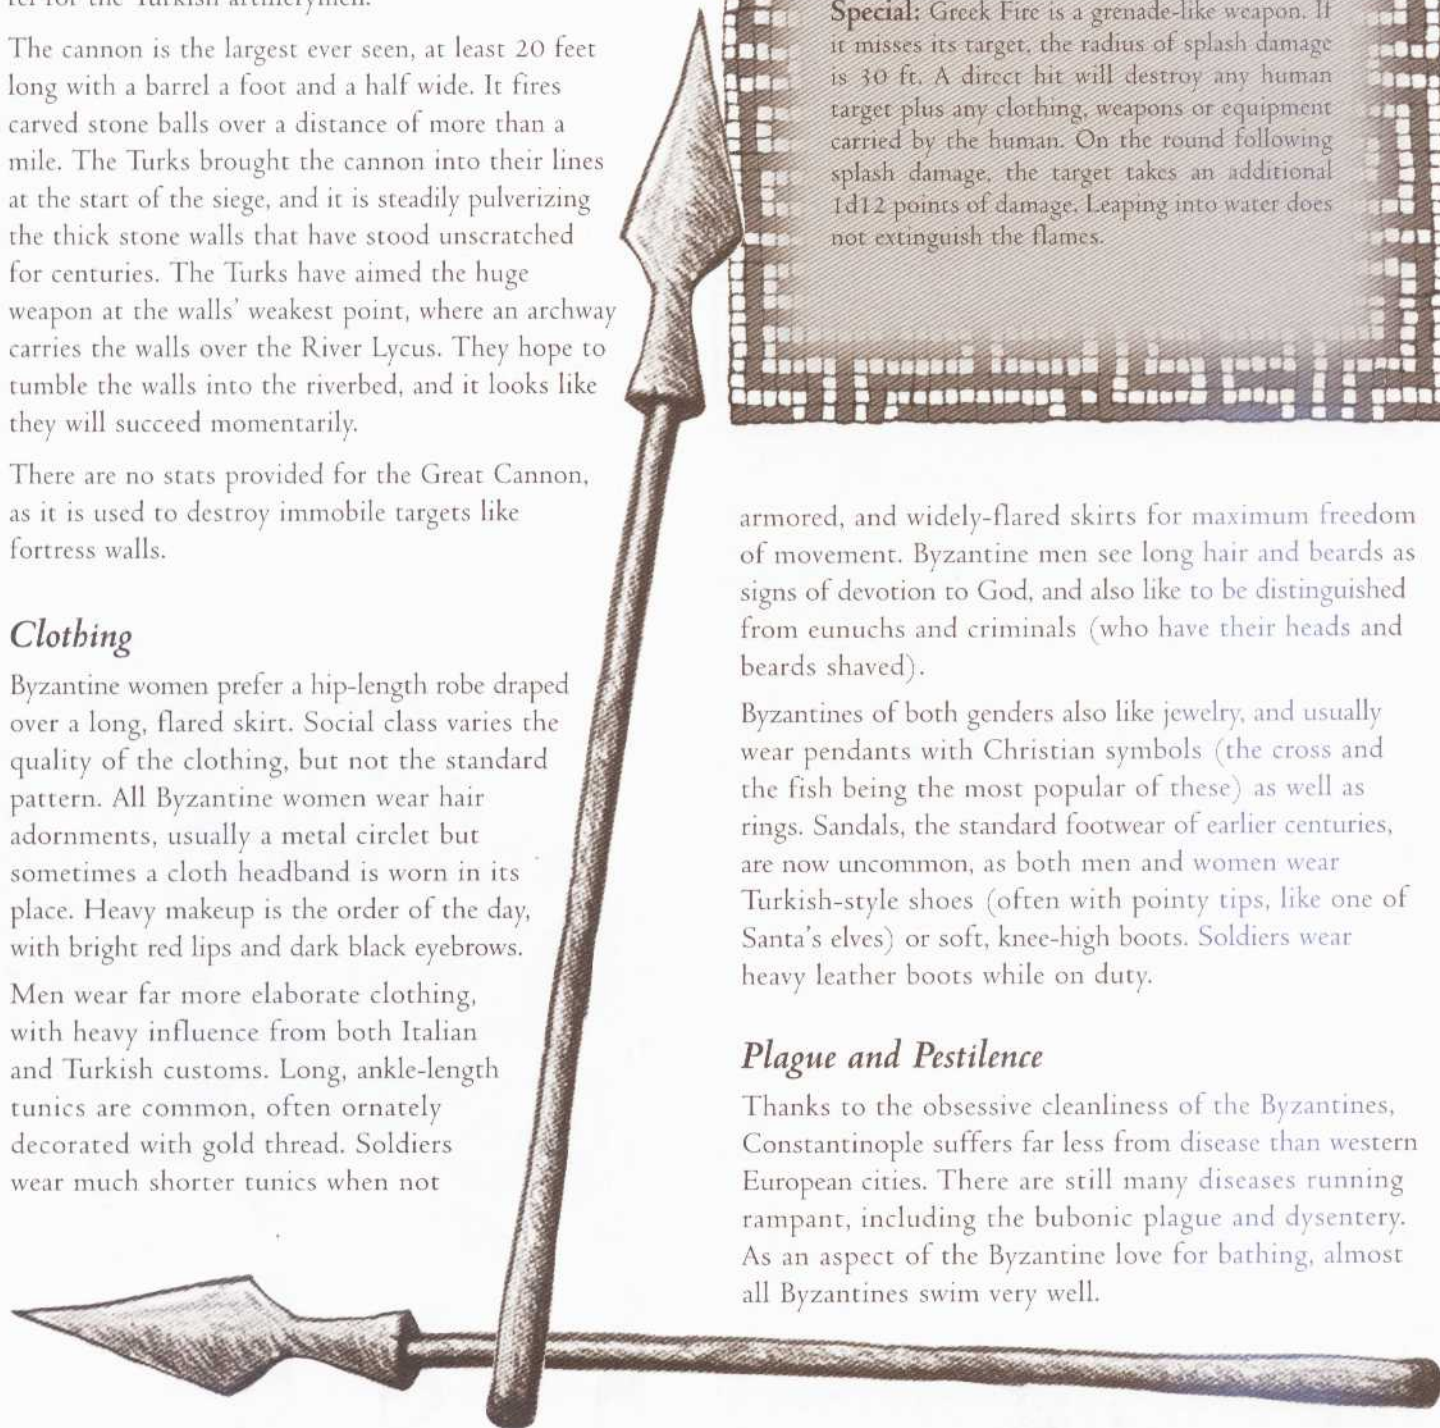 for the Turkish artillerymen.
The cannon is the largest ever seen, at least 20 feet
long with a barrel a foot and a half wide. It fires
carved stone balls over a distance of more than a
mile. The Turks brought the cannon into their lines
at the start of the siege, and it is steadily pulverizing
the thick stone walls that have stood unscratched
for centuries. The Turks have aimed the huge
weapon at the walls' weakest point, where an archway
carries the walls over the River Lycus. They hope to
tumble the walls into the riverbed, and it looks like
they will succeed momentarily.
There are no stats provided for the Great Cannon,
as it is used to destroy immobile targets like
fortress walls.
Clothing
Byzantine women prefer a hip-length robe draped
over a long, flared skirt. Social class varies the
quality of the clothing, but not the standard
pattern. All Byzantine women wear hair
adornments, usually a metal circlet but
sometimes a cloth headband is worn in its
place. Heavy makeup is the order of the day,
with bright red lips and dark black eyebrows.
Men wear far more elaborate clothing,
with heavy influence from both Italian
and Turkish customs. Long, ankle-length
tunics are common, often ornately
decorated with gold thread. Soldiers
wear much shorter tunics when not
Special: Greek Fire is a grenade-like weapon. If
it misses its target, the radius of splash damage
is 30 ft. A direct hit will destroy any human
target plus any clothing, weapons or equipment
carried by the human. On the round following
splash damage, the target takes an additional
1d12 points of damage. Leaping into water does
not extinguish the flames.
armored, and widely-flared skirts for maximum freedom
of movement. Byzantine men see long hair and beards as
signs of devotion to God, and also like to be distinguished
from eunuchs and criminals (who have their heads and
beards shaved).
Byzantines of both genders also like jewelry, and usually
wear pendants with Christian symbols (the cross and
the fish being the most popular of these) as well as
rings. Sandals, the standard footwear of earlier centuries,
are now uncommon, as both men and women wear
Turkish-style shoes (often with pointy tips, like one of
Santa's elves) or soft, knee-high boots. Soldiers wear
heavy leather boots while on duty.
Plague and Pestilence
Thanks to the obsessive cleanliness of the Byzantines,
Constantinople suffers far less from disease than western
European cities. There are still many diseases running
rampant, including the bubonic plague and dysentery.
As an aspect of the Byzantine love for bathing, almost
all Byzantines swim very well.